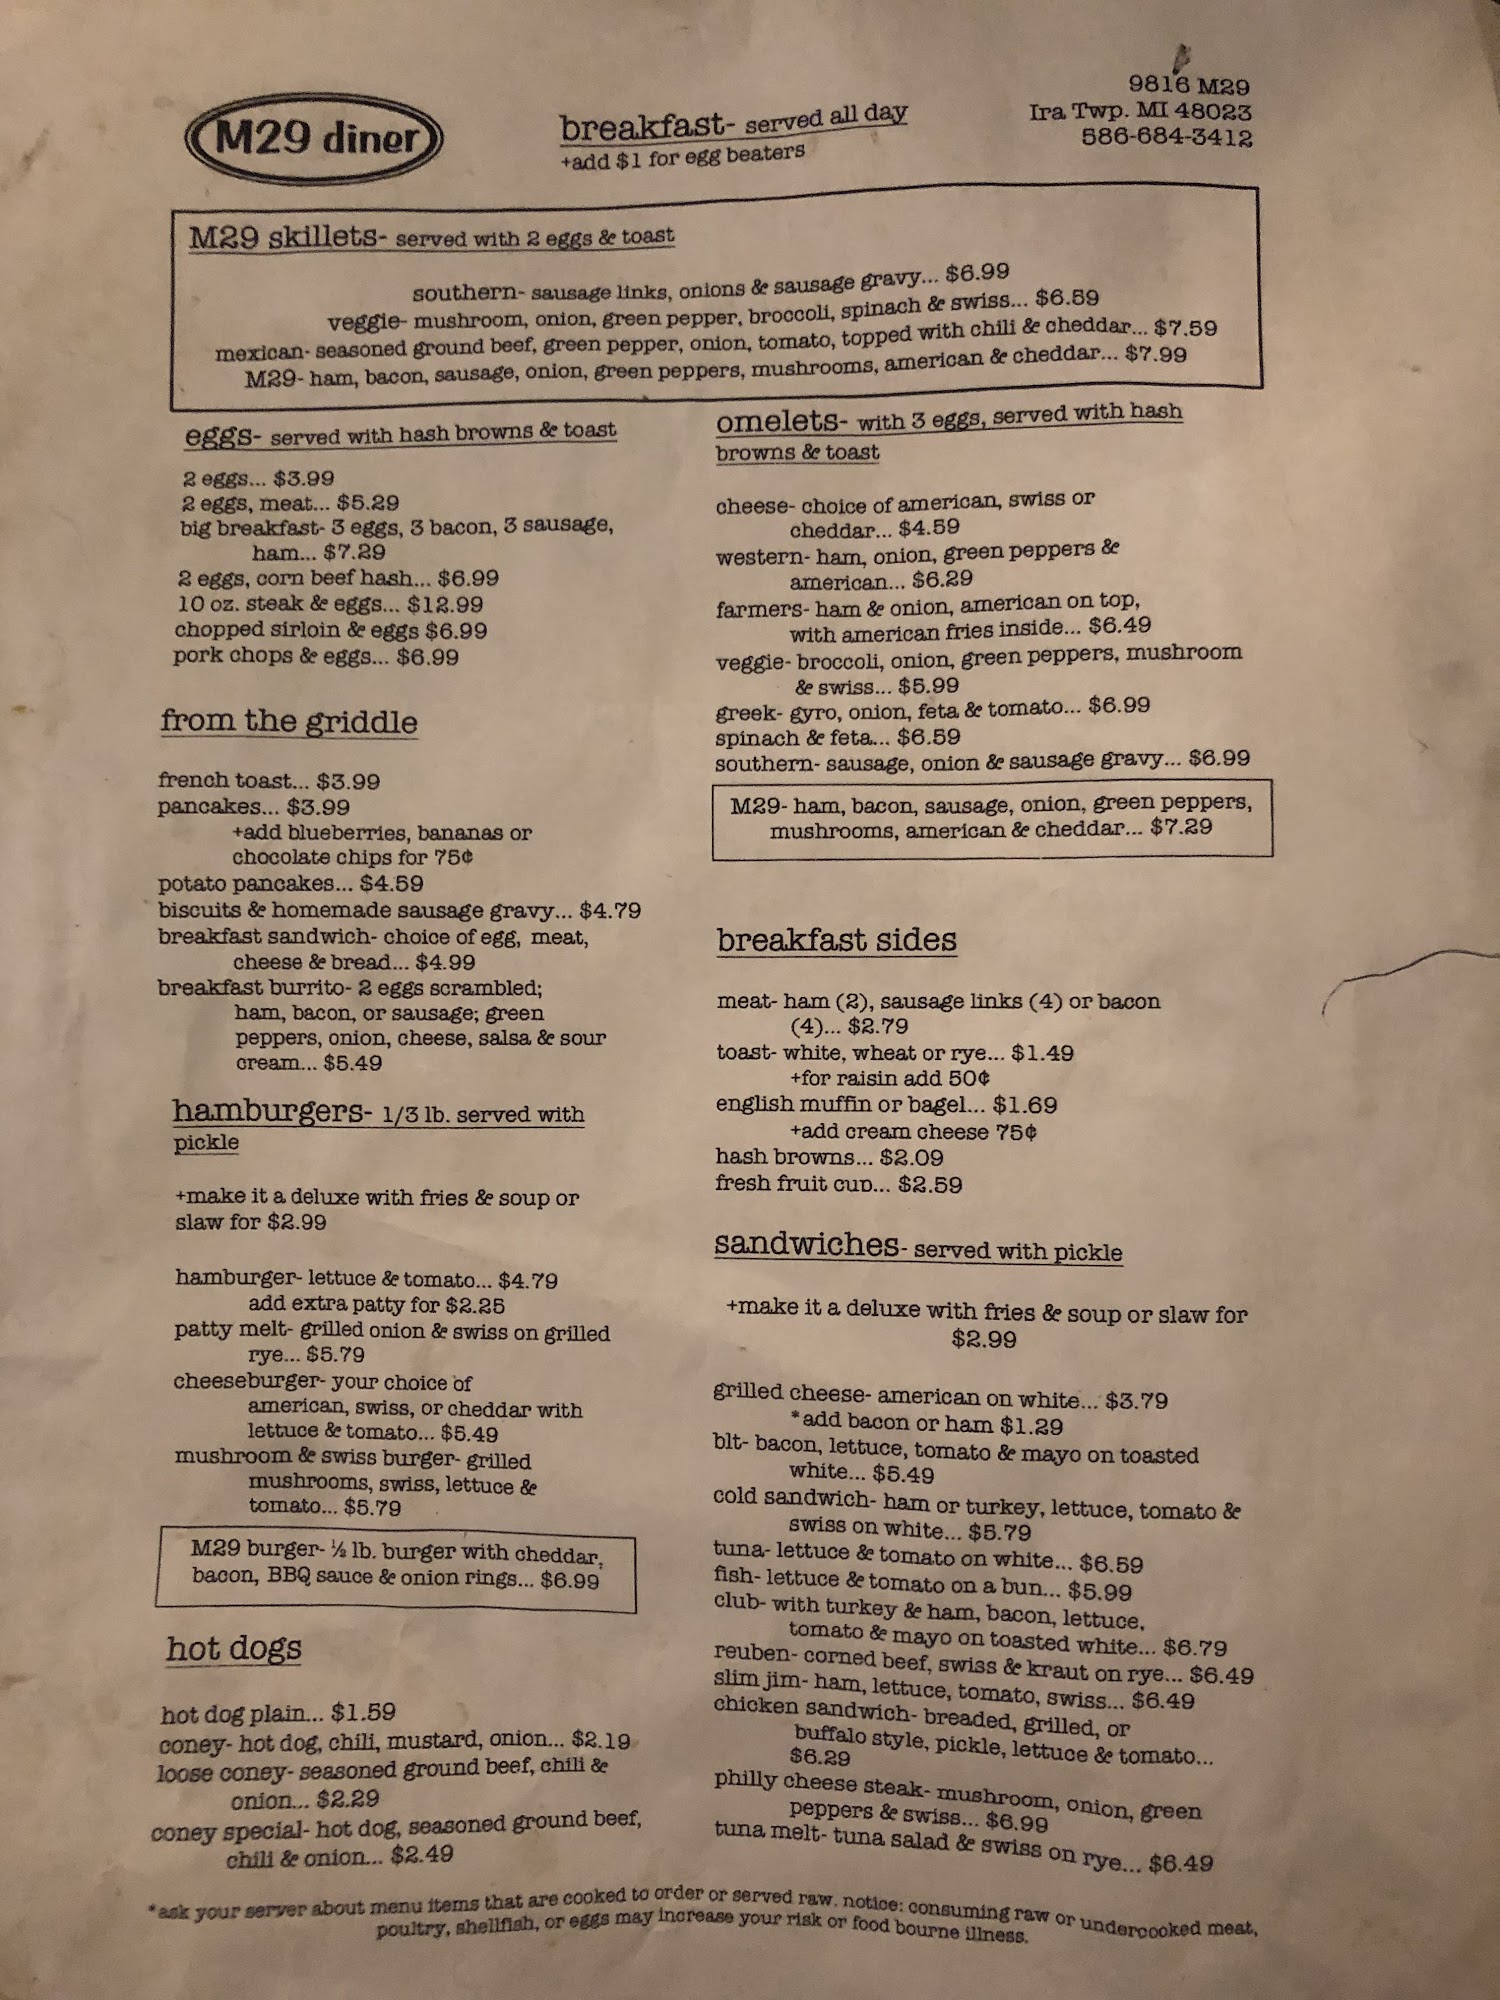 M29 diner
breakfast- served all day
+add $1 for egg beaters
9816 M29
Ira Twp. MI 48023
586-684-3412
M29 skillets- served with 2 eggs & toast
southern- sausage links, onions & sausage gravy... $6.99
veggie- mushroom, onion, green pepper, broccoli, spinach & swiss... $6.59
mexican- seasoned ground beef, green pepper, onion, tomato, topped with chili & cheddar... $7.59
M29- ham, bacon, sausage, onion, green peppers, mushrooms, american & cheddar... $7.99
eggs- served with hash browns & toast
2 eggs... $3.99
2 eggs, meat... $5.29
big breakfast- 3 eggs, 3 bacon, 3 sausage,
ham... $7.29
2 eggs, corn beef hash... $6.99
10 oz. steak & eggs... $12.99
chopped sirloin & eggs $6.99
pork chops & eggs... $6.99
from the griddle
french toast... $3.99
pancakes... $3.99
+add blueberries, bananas or
chocolate chips for 75¢
potato pancakes... $4.59
biscuits & homemade sausage gravy... $4.79
breakfast sandwich- choice of egg, meat,
cheese & bread... $4.99
breakfast burrito- 2 eggs scrambled;
ham, bacon, or sausage; green
peppers, onion, cheese, salsa & sour
cream... $5.49
hamburgers- 1/3 lb. served with
pickle
+make it a deluxe with fries & soup or
slaw for $2.99
hamburger- lettuce & tomato... $4.79
add extra patty for $2.25
patty melt- grilled onion & swiss on grilled
rye... $5.79
cheeseburger- your choice of
american, swiss, or cheddar with
lettuce & tomato... $5.49
mushroom & swiss burger- grilled
mushrooms, swiss, lettuce &
tomato... $5.79
M29 burger- ½ lb. burger with cheddar,
bacon, BBQ sauce & onion rings... $6.99
hot dogs
hot dog plain... $1.59
coney- hot dog, chili, mustard, onion... $2.19
loose coney- seasoned ground beef, chili &
onion... $2.29
coney special- hot dog, seasoned ground beef,
chili & onion... $2.49
omelets- with 3 eggs, served with hash
browns & toast
cheese- choice of american, swiss or
cheddar... $4.59
western- ham, onion, green peppers &
american... $6.29
farmers- ham & onion, american on top,
with american fries inside... $6.49
veggie- broccoli, onion, green peppers, mushroom
& swiss... $5.99
greek- gyro, onion, feta & tomato... $6.99
spinach & feta... $6.59
southern- sausage, onion & sausage gravy... $6.99
M29- ham, bacon, sausage, onion, green peppers,
mushrooms, american & cheddar... $7.29
breakfast sides
meat- ham (2), sausage links (4) or bacon
(4)... $2.79
toast- white, wheat or rye... $1.49
+for raisin add 50¢
english muffin or bagel... $1.69
+add cream cheese 75¢
hash browns... $2.09
fresh fruit cup... $2.59
sandwiches- served with pickle
+make it a deluxe with fries & soup or slaw for
$2.99
grilled cheese- american on white... $3.79
*add bacon or ham $1.29
blt- bacon, lettuce, tomato & mayo on toasted
white... $5.49
cold sandwich- ham or turkey, lettuce, tomato &
swiss on white... $5.79
tuna- lettuce & tomato on white... $6.59
fish- lettuce & tomato on a bun... $5.99
club- with turkey & ham, bacon, lettuce,
tomato & mayo on toasted white... $6.79
reuben- corned beef, swiss & kraut on rye... $6.49
slim jim- ham, lettuce, tomato, swiss... $6.49
chicken sandwich- breaded, grilled, or
buffalo style, pickle, lettuce & tomato...
$6.29
philly cheese steak- mushroom, onion, green
peppers & swiss... $6.99
tuna melt- tuna salad & swiss on rye... $6.49
*ask your server about menu items that are cooked to order or served raw. notice: consuming raw or undercooked meat,
poultry, shellfish, or eggs may increase your risk or food bourne illness.